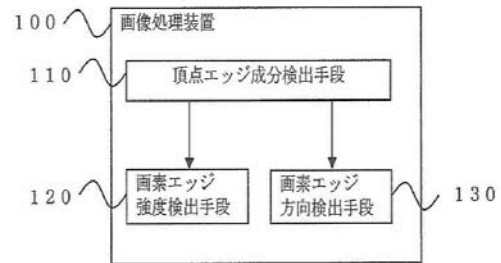 １００
画像処理装置
１１０
頂点エッジ成分検出手段
１２０
画素エッジ
強度検出手段
画素エッジ
方向検出手段
１３０